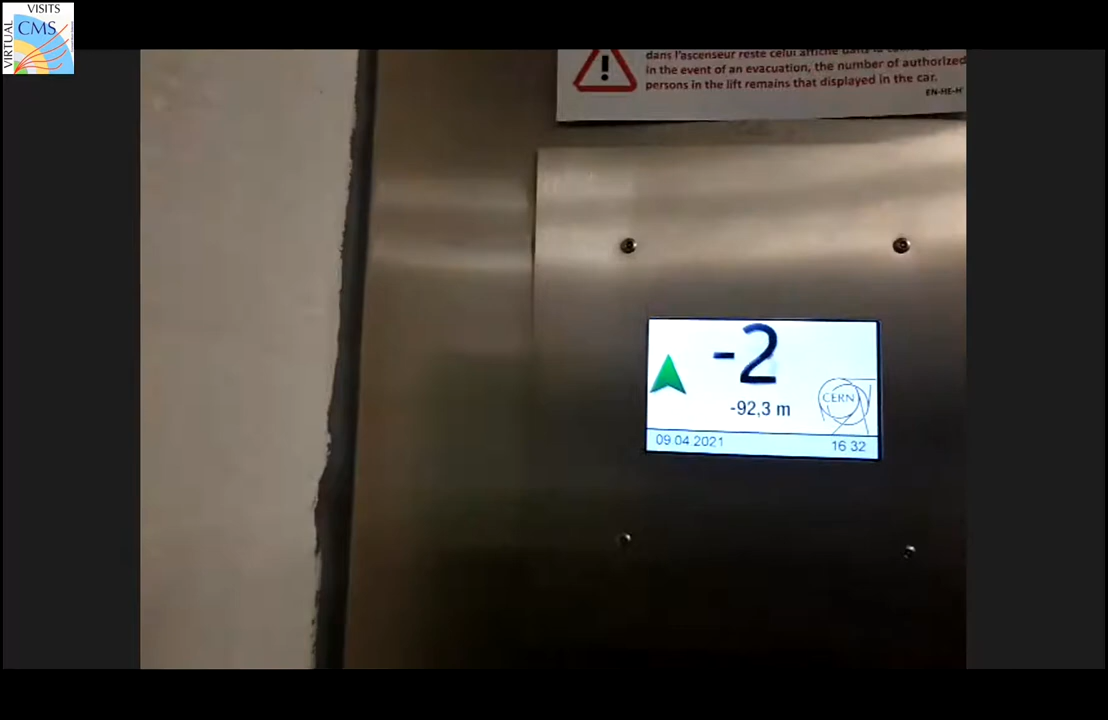 VISITS
CMS
VIRTUAL
dans l'ascenseur reste celui affiché dans la
in the event of an evacuation, the number of authorized
persons in the lift remains that displayed in the car.
EN-HE-H
-2
-92,3 m
CERN
09.04.2021
16 32